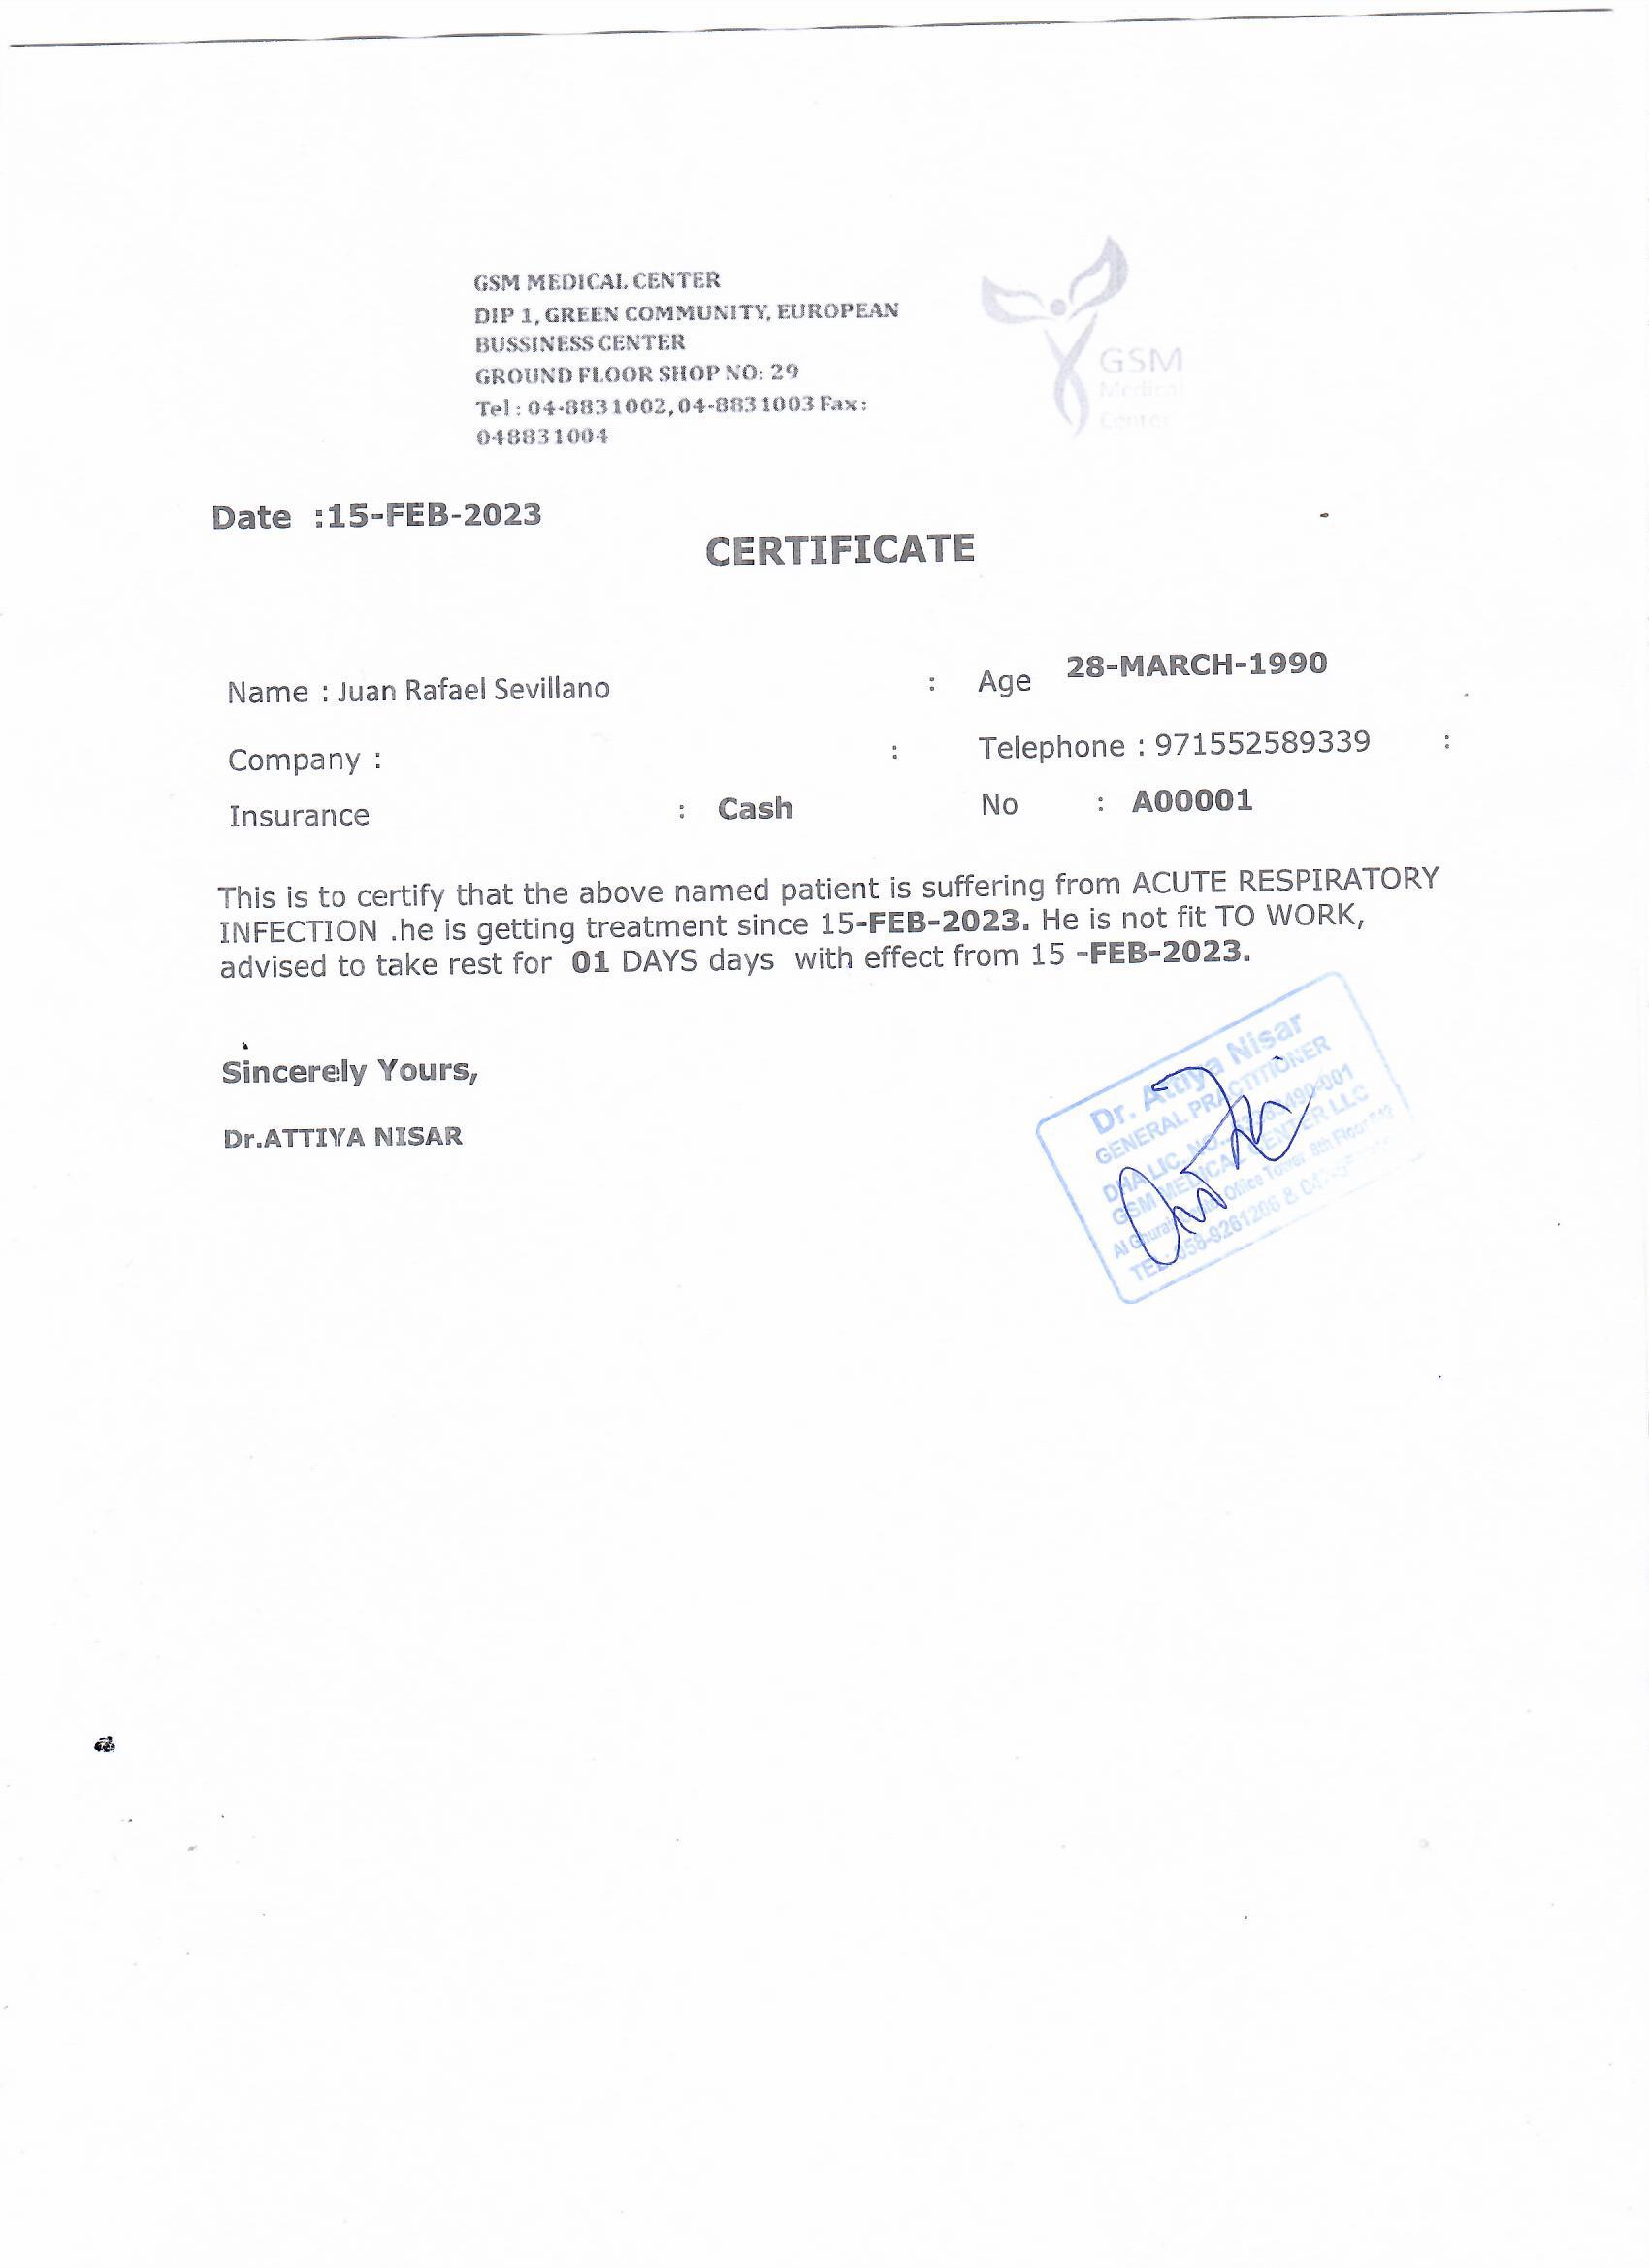 GSM MEDICAL CENTER
DIP 1, GREEN COMMUNITY, EUROPEAN
BUSSINESS CENTER
GROUND FLOOR SHOP NO: 29
Tel : 04-8831002, 04-8831003 Fax :
048831004
GSM
Medical
Center
Date :15-FEB-2023
CERTIFICATE
Name : Juan Rafael Sevillano : Age 28-MARCH-1990
Company : : Telephone : 971552589339 :
Insurance : Cash No : A00001
This is to certify that the above named patient is suffering from ACUTE RESPIRATORY
INFECTION .he is getting treatment since 15-FEB-2023. He is not fit TO WORK,
advised to take rest for 01 DAYS days with effect from 15 -FEB-2023.
Sincerely Yours,
Dr.ATTIYA NISAR
Dr. Attiya Nisar
GENERAL PRACTITIONER
DHA LIC. NO.
GSM MEDICAL CENTER LLC
Al Ghurair Office Tower, 8th Floor
TEL: 058-9261206 &